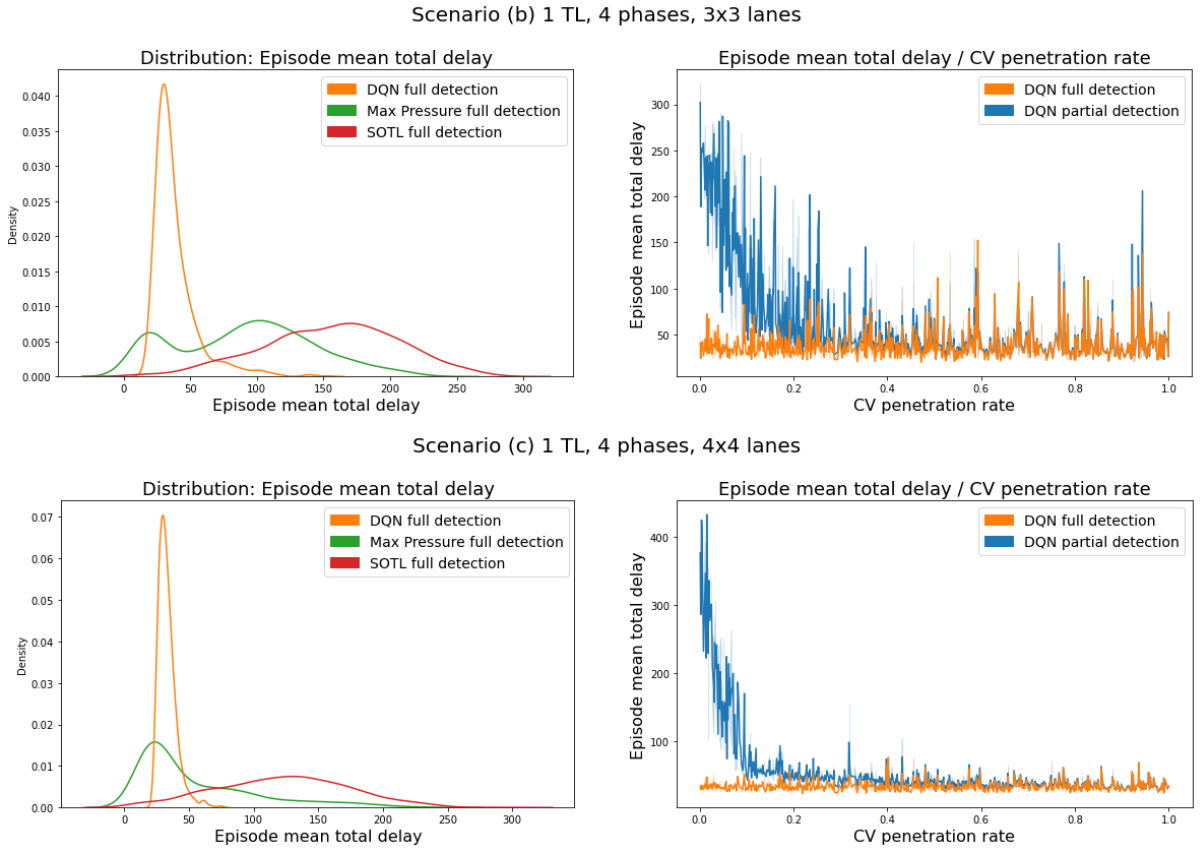 Scenario (b) 1 TL, 4 phases, 3x3 lanes
Distribution: Episode mean total delay
DQN full detection
Max Pressure full detection
SOTL full detection
Density
0.040
0.035
0.030
0.025
0.020
0.015
0.010
0.005
0.000
0 50 100 150 200 250 300
Episode mean total delay
Episode mean total delay / CV penetration rate
DQN full detection
DQN partial detection
Episode mean total delay
300
250
200
150
100
50
0.0 0.2 0.4 0.6 0.8 1.0
CV penetration rate
Scenario (c) 1 TL, 4 phases, 4x4 lanes
Distribution: Episode mean total delay
DQN full detection
Max Pressure full detection
SOTL full detection
Density
0.07
0.06
0.05
0.04
0.03
0.02
0.01
0.00
0 50 100 150 200 250 300
Episode mean total delay
Episode mean total delay / CV penetration rate
DQN full detection
DQN partial detection
Episode mean total delay
400
300
200
100
0.0 0.2 0.4 0.6 0.8 1.0
CV penetration rate